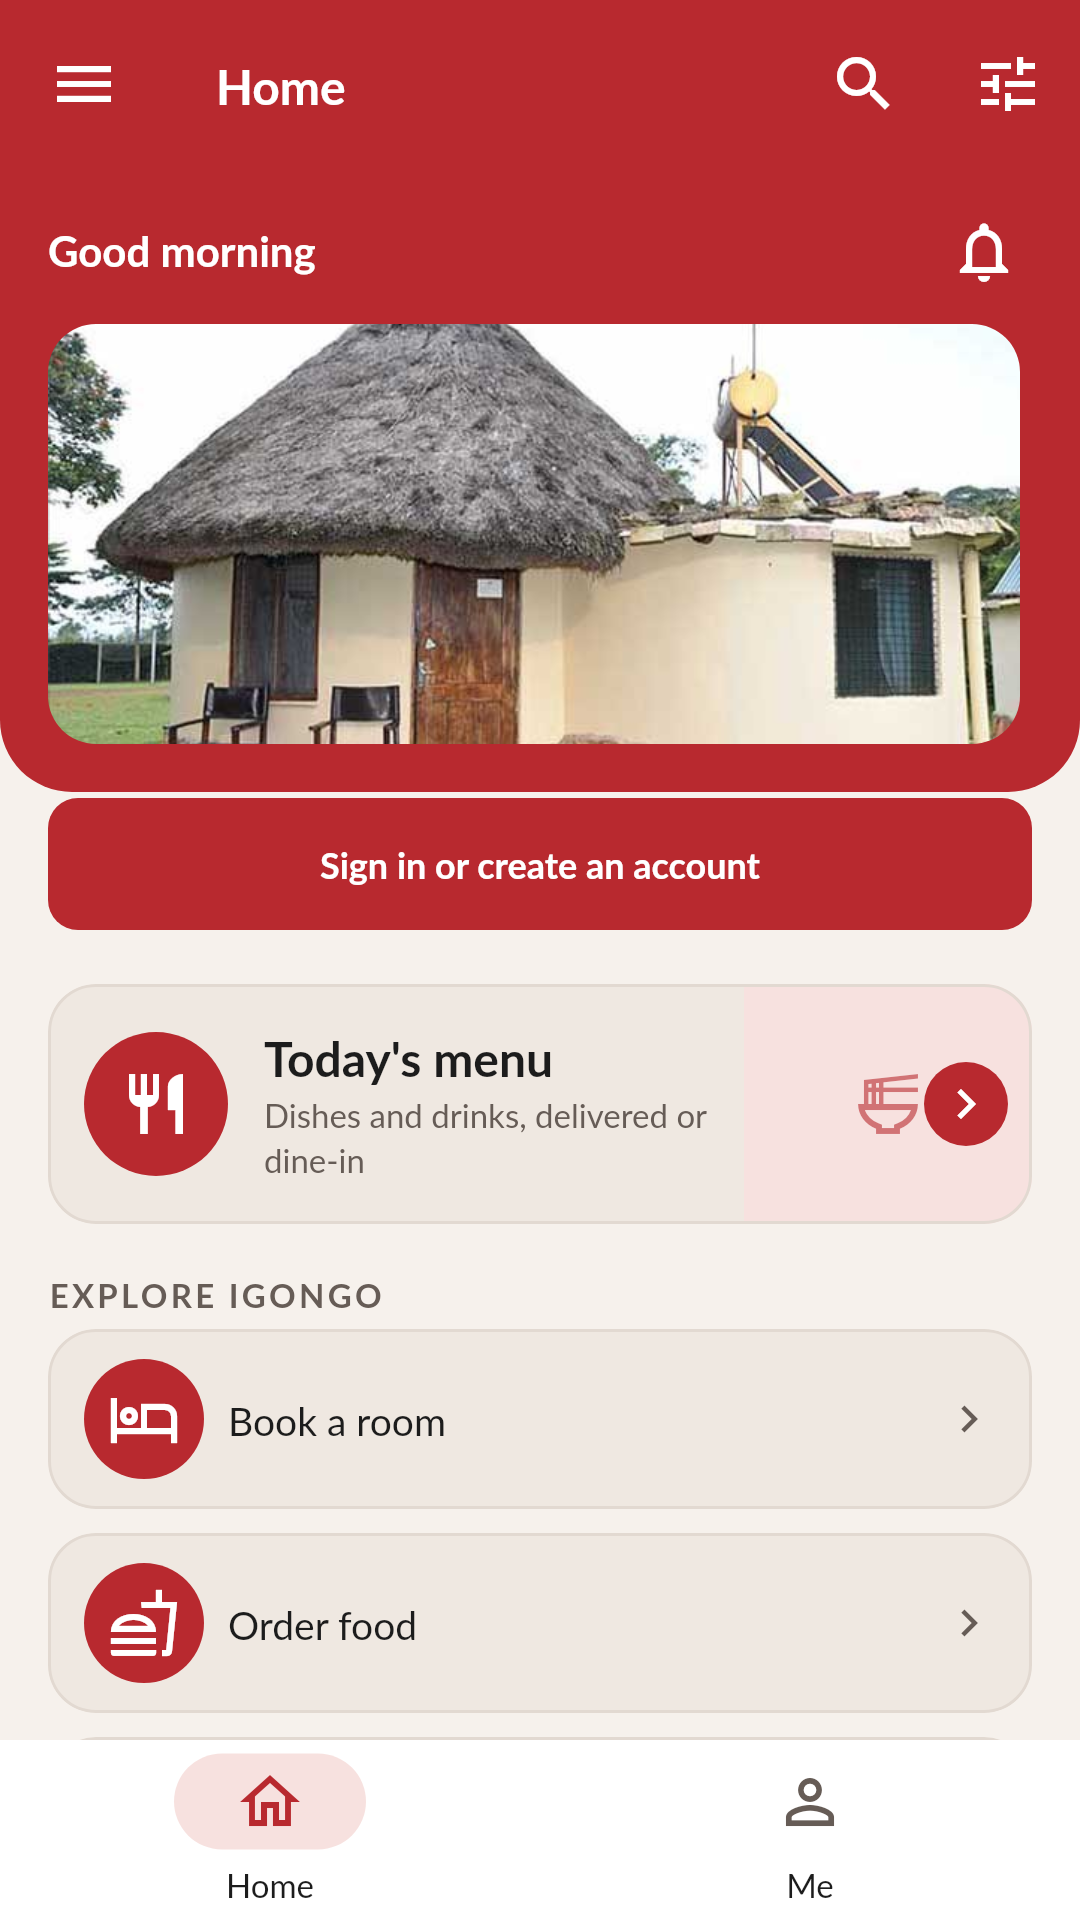 Home
Good morning
Sign in or create an account
Today's menu
Dishes and drinks, delivered or
dine-in
EXPLORE IGONGO
Book a room
Order food
Home
Me